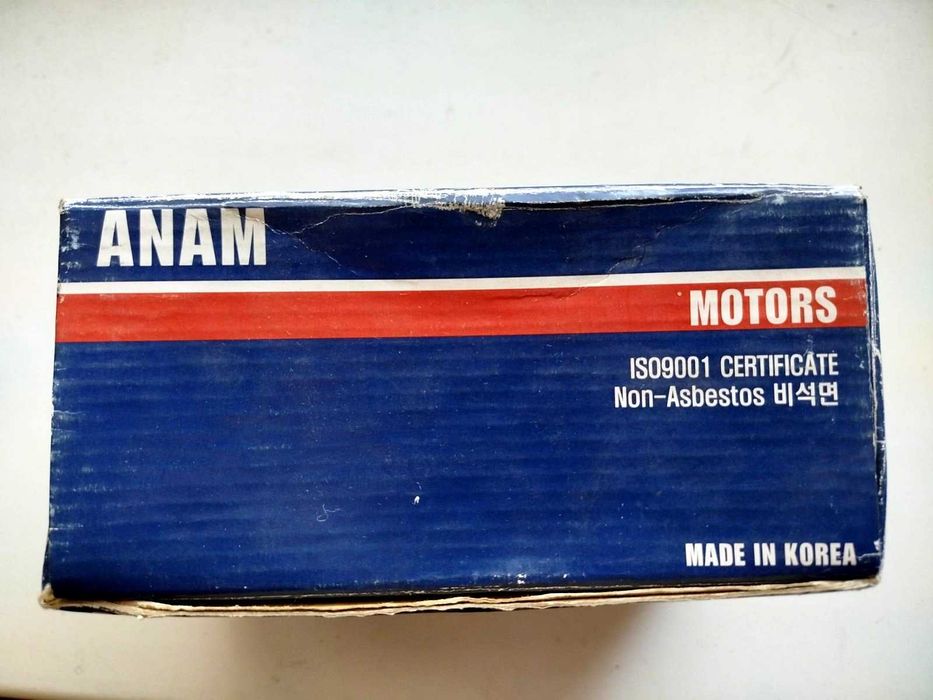 ANAM
MOTORS
ISO9001 CERTIFICATE
Non-Asbestos 비석면
MADE IN KOREA